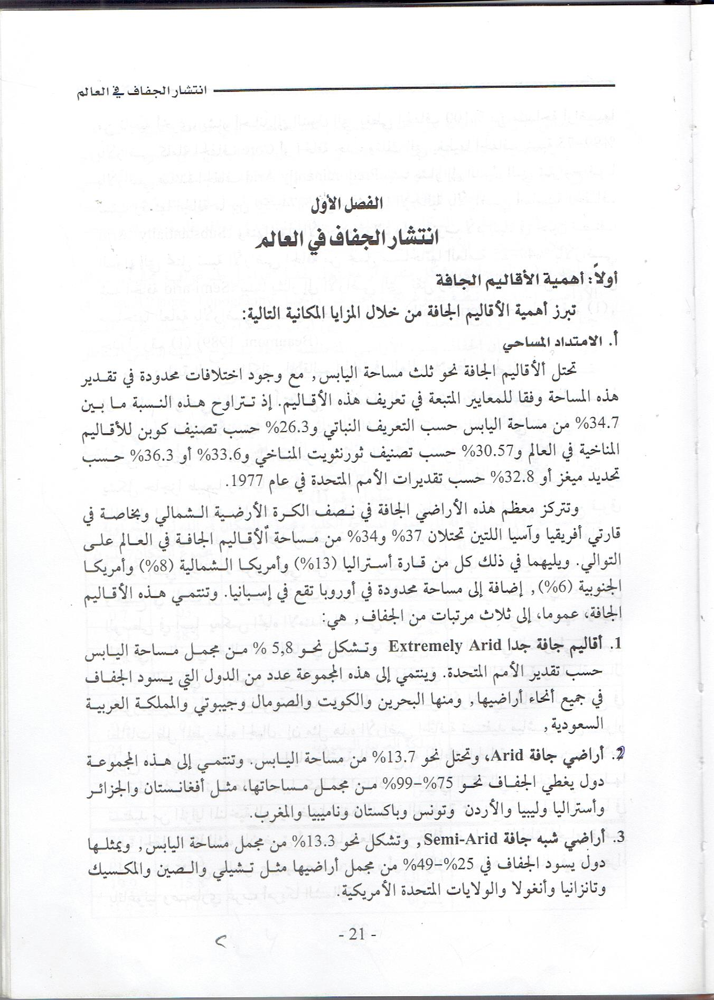 انتشار الجفاف في العالم
الفصل الأول
انتشار الجفاف في العالم
أولاً: أهمية الأقاليم الجافة
تبرز أهمية الأقاليم الجافة من خلال المزايا المكانية التالية:
أ. الامتداد المساحي
تحتل ألأقاليم الجافة نحو ثلث مساحة اليابس, مع وجود اختلافات محدودة في تقدير
هذه المساحة وفقا للمعايير المتبعة في تعريف هذه الأقاليم. إذ تتراوح هذه النسبة ما بين
34.7% من مساحة اليابس حسب التعريف النباتي و26.3% حسب تصنيف كوبن للأقاليم
المناخية في العالم و30.57% حسب تصنيف ثورنثويت المناخي و33.6% أو 36.3% حسب
تحديد ميغز أو 32.8% حسب تقديرات الأمم المتحدة في عام 1977.
وتتركز معظم هذه الأراضي الجافة في نصف الكرة الأرضية الشمالي وبخاصة في
قارتي أفريقيا وآسيا اللتين تحتلان 37% و34% من مساحة ألأقاليم الجافة في العالم على
التوالي. ويليهما في ذلك كل من قارة أستراليا (13%) وأمريكا الشمالية (8%) وأمريكا
الجنوبية (6%), إضافة إلى مساحة محدودة في أوروبا تقع في إسبانيا. وتنتمي هذه الأقاليم
الجافة، عموما، إلى ثلاث مرتبات من الجفاف, هي:
1. أقاليم جافة جدا Extremely Arid وتشكل نحو 5,8 % من مجمل مساحة اليابس
حسب تقدير الأمم المتحدة. وينتمي إلى هذه المجموعة عدد من الدول التي يسود الجفاف
في جميع أنحاء أراضيها, ومنها البحرين والكويت والصومال وجيبوتي والمملكة العربية
السعودية,
2. أراضي جافة Arid، وتحتل نحو 13.7% من مساحة اليابس. وتنتمي إلى هذه المجموعة
دول يغطي الجفاف نحو 75%-99% من مجمل مساحاتها، مثل أفغانستان والجزائر
وأستراليا وليبيا والأردن وتونس وباكستان وناميبيا والمغرب.
3. أراضي شبه جافة Semi-Arid, وتشكل نحو 13.3% من مجمل مساحة اليابس, ويمثلها
دول يسود الجفاف في 25%-49% من مجمل أراضيها مثل تشيلي والصين والمكسيك
وتانزانيا وأنغولا والولايات المتحدة الأمريكية.
- 21 -